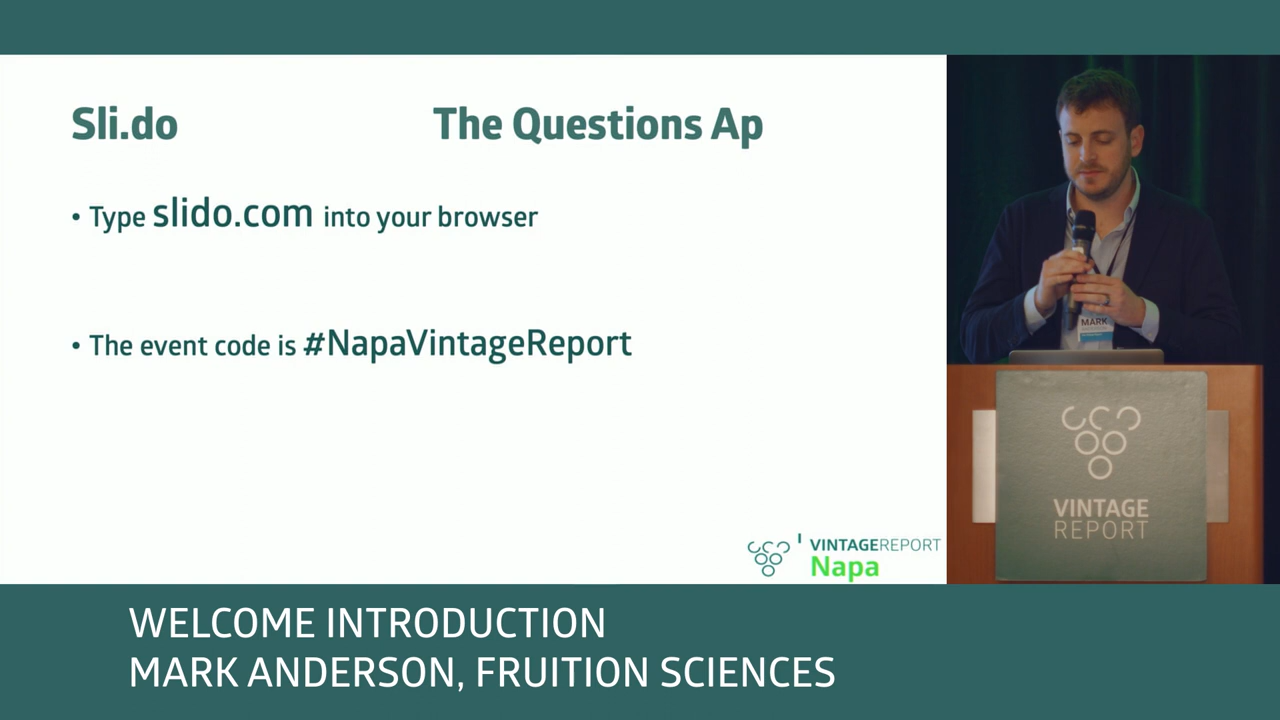 Sli.do The Questions Ap
• Type slido.com into your browser
• The event code is #NapaVintageReport
VINTAGEREPORT
Napa
MARK
VINTAGE
REPORT
WELCOME INTRODUCTION
MARK ANDERSON, FRUITION SCIENCES